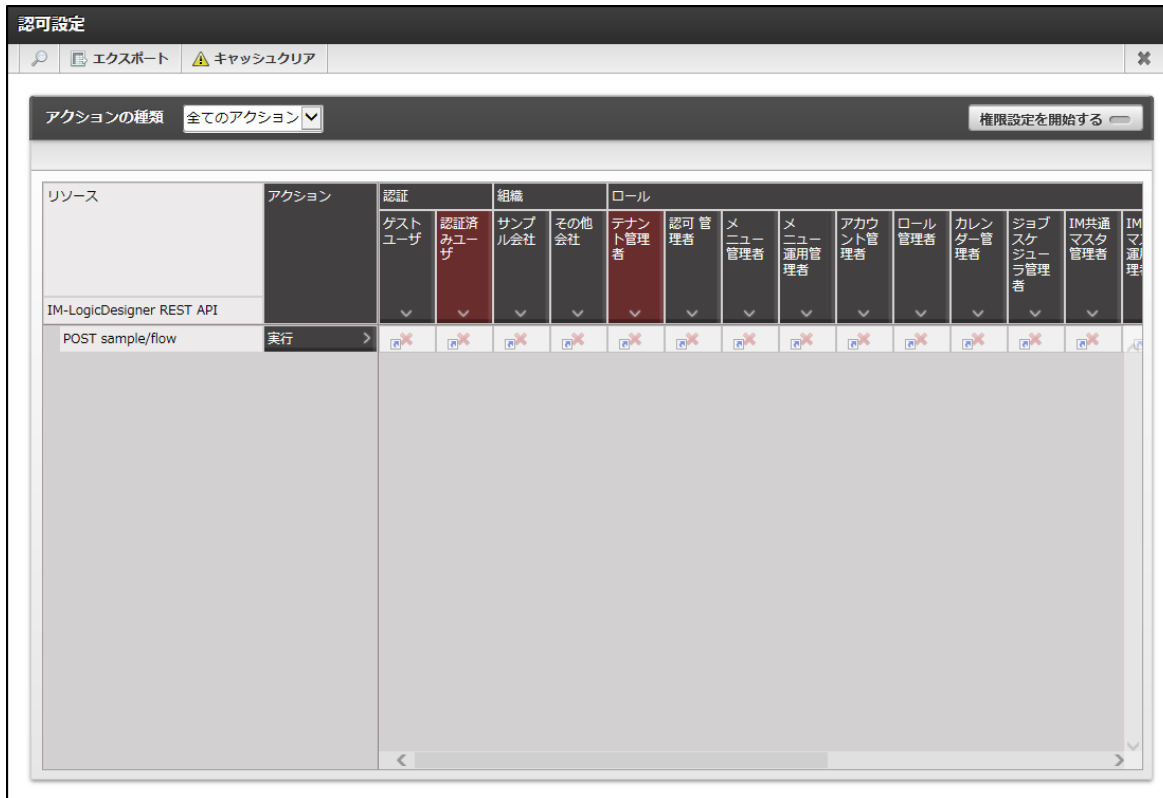 認可設定
エクスポート キャッシュクリア
アクションの種類 全てのアクション 権限設定を開始する
リソース アクション 認証 組織 ロール
ゲスト
ユーザ
認証済
みユー
ザ
サンプ
ル会社
その他
会社
テナン
ト管理
者
認可 管
理者
メ
ニュー
管理者
メ
ニュー
運用管
理者
アカウ
ント管
理者
ロール
管理者
カレン
ダー管
理者
ジョブ
スケ
ジュー
ラ管理
者
IM共通
マスタ
管理者
IM-LogicDesigner REST API
POST sample/flow 実行